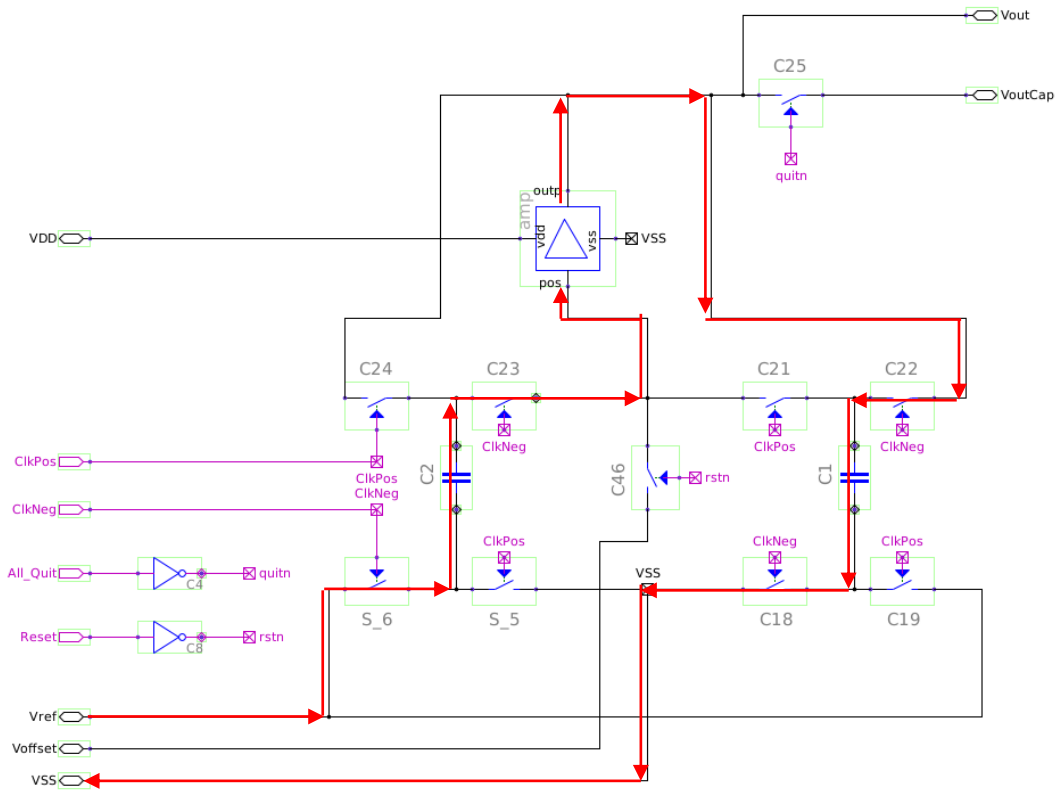 Vout
C25
VoutCap
quitn
outp
amp
vdd
vss
VDD
VSS
pos
C24
C23
C21
C22
ClkNeg
ClkPos
ClkNeg
ClkPos
C2
C46
rstn
C1
ClkPos
ClkNeg
ClkNeg
ClkPos
ClkNeg
ClkPos
All_Quit
C4
quitn
VSS
S_6
S_5
C18
C19
Reset
C8
rstn
Vref
Voffset
VSS